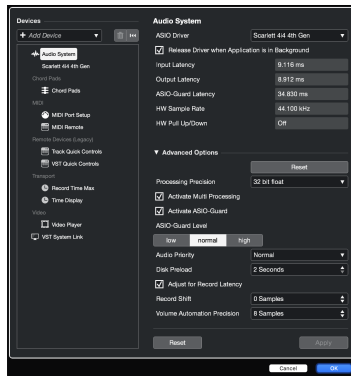 Devices
+ Add Device
Audio System
Scarlett 4i4 4th Gen
Chord Pads
Chord Pads
MIDI
MIDI Port Setup
MIDI Remote
Remote Devices (Legacy)
Track Quick Controls
VST Quick Controls
Transport
Record Time Max
Time Display
Video
Video Player
VST System Link
Audio System
ASIO Driver Scarlett 4i4 4th Gen
Release Driver when Application is in Background
Input Latency 9.116 ms
Output Latency 8.912 ms
ASIO-Guard Latency 34.830 ms
HW Sample Rate 44.100 kHz
HW Pull Up/Down Off
Advanced Options
Reset
Processing Precision 32 bit float
Activate Multi Processing
Activate ASIO-Guard
ASIO-Guard Level
low normal high
Audio Priority Normal
Disk Preload 2 Seconds
Adjust for Record Latency
Record Shift 0 Samples
Volume Automation Precision 8 Samples
Reset Apply
Cancel OK